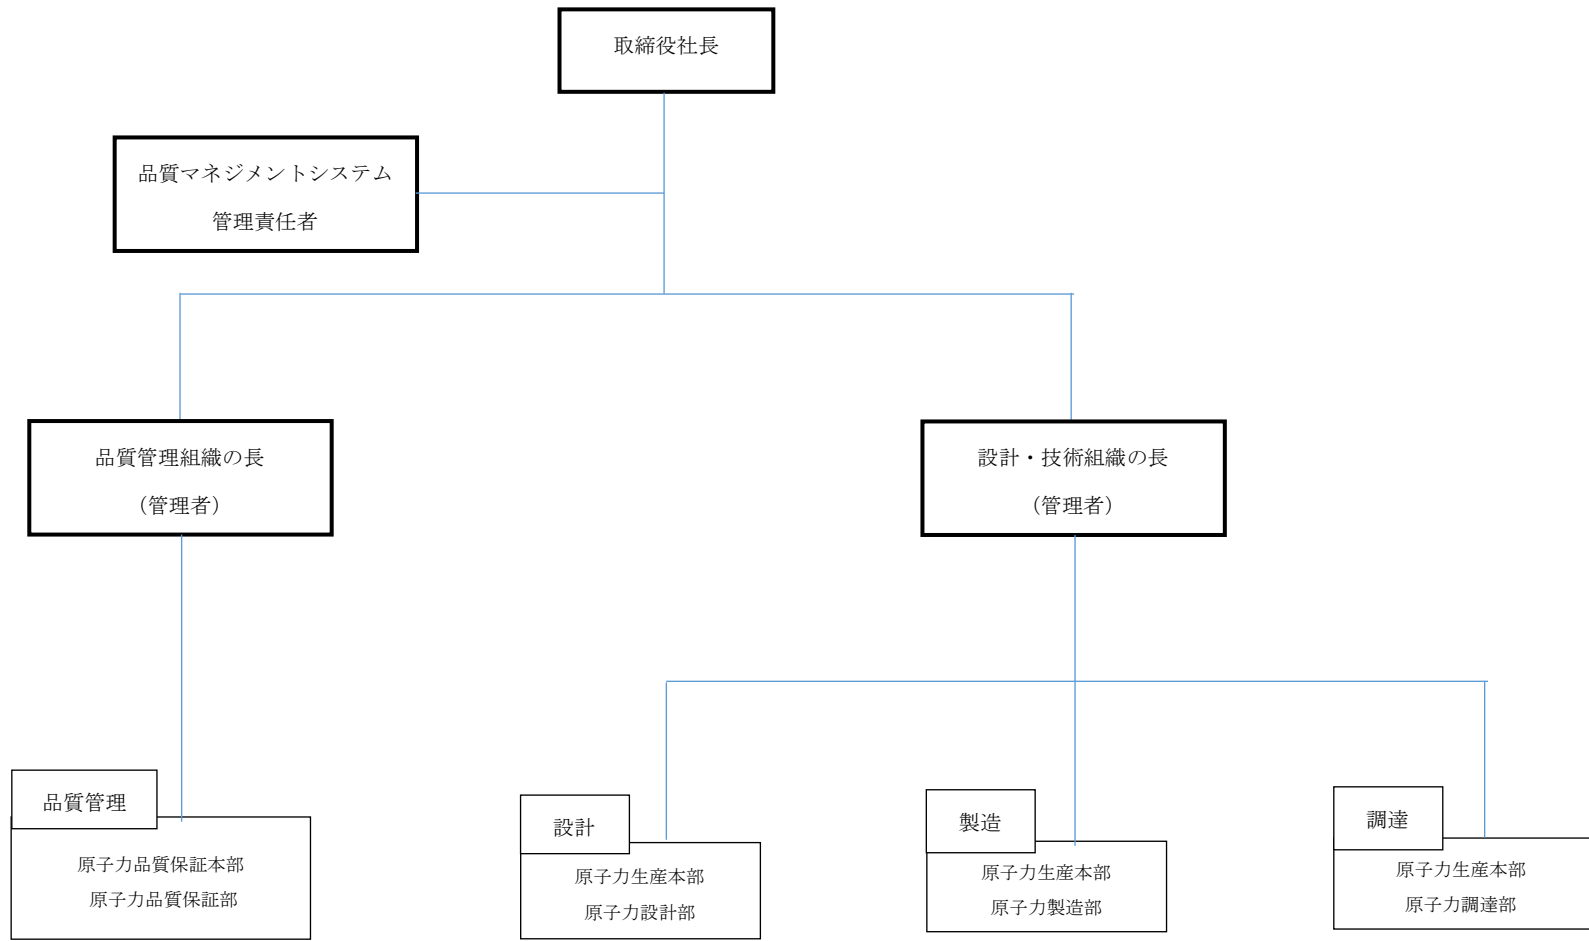 取締役社長
品質マネジメントシステム
管理責任者
品質管理組織の長
（管理者）
設計・技術組織の長
（管理者）
品質管理
原子力品質保証本部
原子力品質保証部
設計
原子力生産本部
原子力設計部
製造
原子力生産本部
原子力製造部
調達
原子力生産本部
原子力調達部